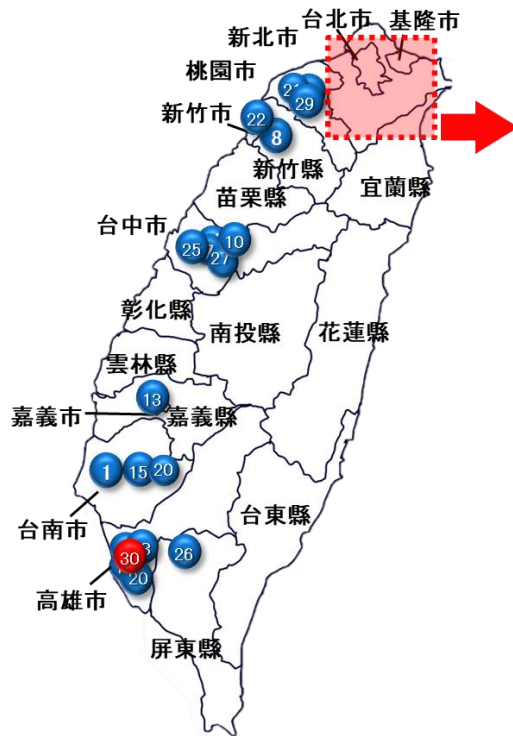 台北市
基隆市
新北市
桃園市
21
29
新竹市
22
8
新竹縣
宜蘭縣
苗栗縣
台中市
10
25
27
彰化縣
南投縣
花蓮縣
雲林縣
13
嘉義市
嘉義縣
1
15
20
台南市
台東縣
30
26
20
高雄市
屏東縣